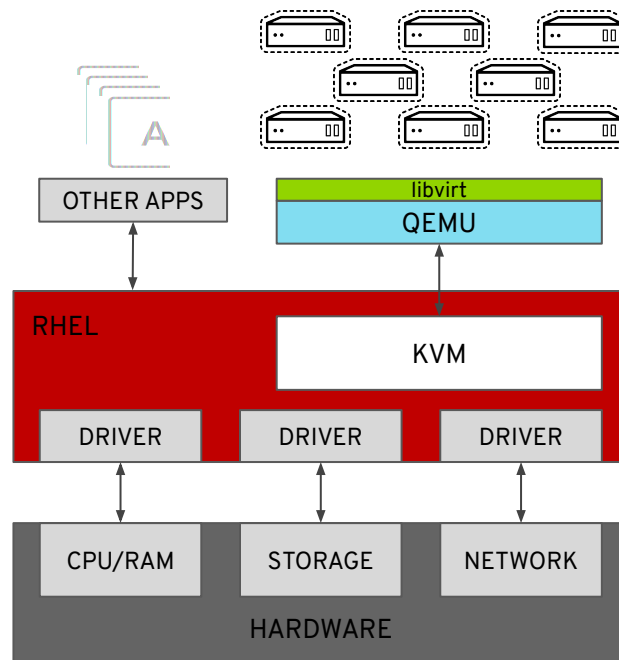 A
OTHER APPS
libvirt
QEMU
RHEL
KVM
DRIVER
DRIVER
DRIVER
CPU/RAM
STORAGE
NETWORK
HARDWARE